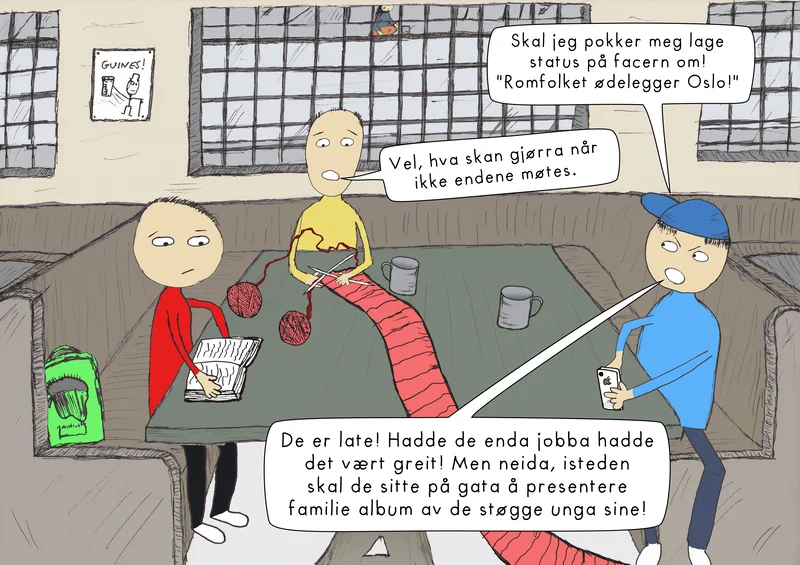 GUINES!
Skal jeg pokker meg lage
status på facern om!
"Romfolket ødelegger Oslo!"
Vel, hva skan gjørra når
ikke endene møtes.
De er late! Hadde de enda jobba hadde
det vært greit! Men neida, isteden
skal de sitte på gata å presentere
familie album av de støgge unga sine!